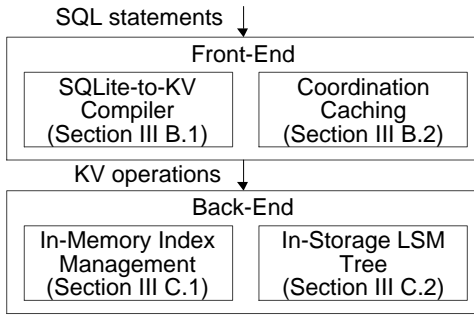 SQL statements
Front-End
SQLite-to-KV
Compiler
(Section III B.1)
Coordination
Caching
(Section III B.2)
KV operations
Back-End
In-Memory Index
Management
(Section III C.1)
In-Storage LSM
Tree
(Section III C.2)